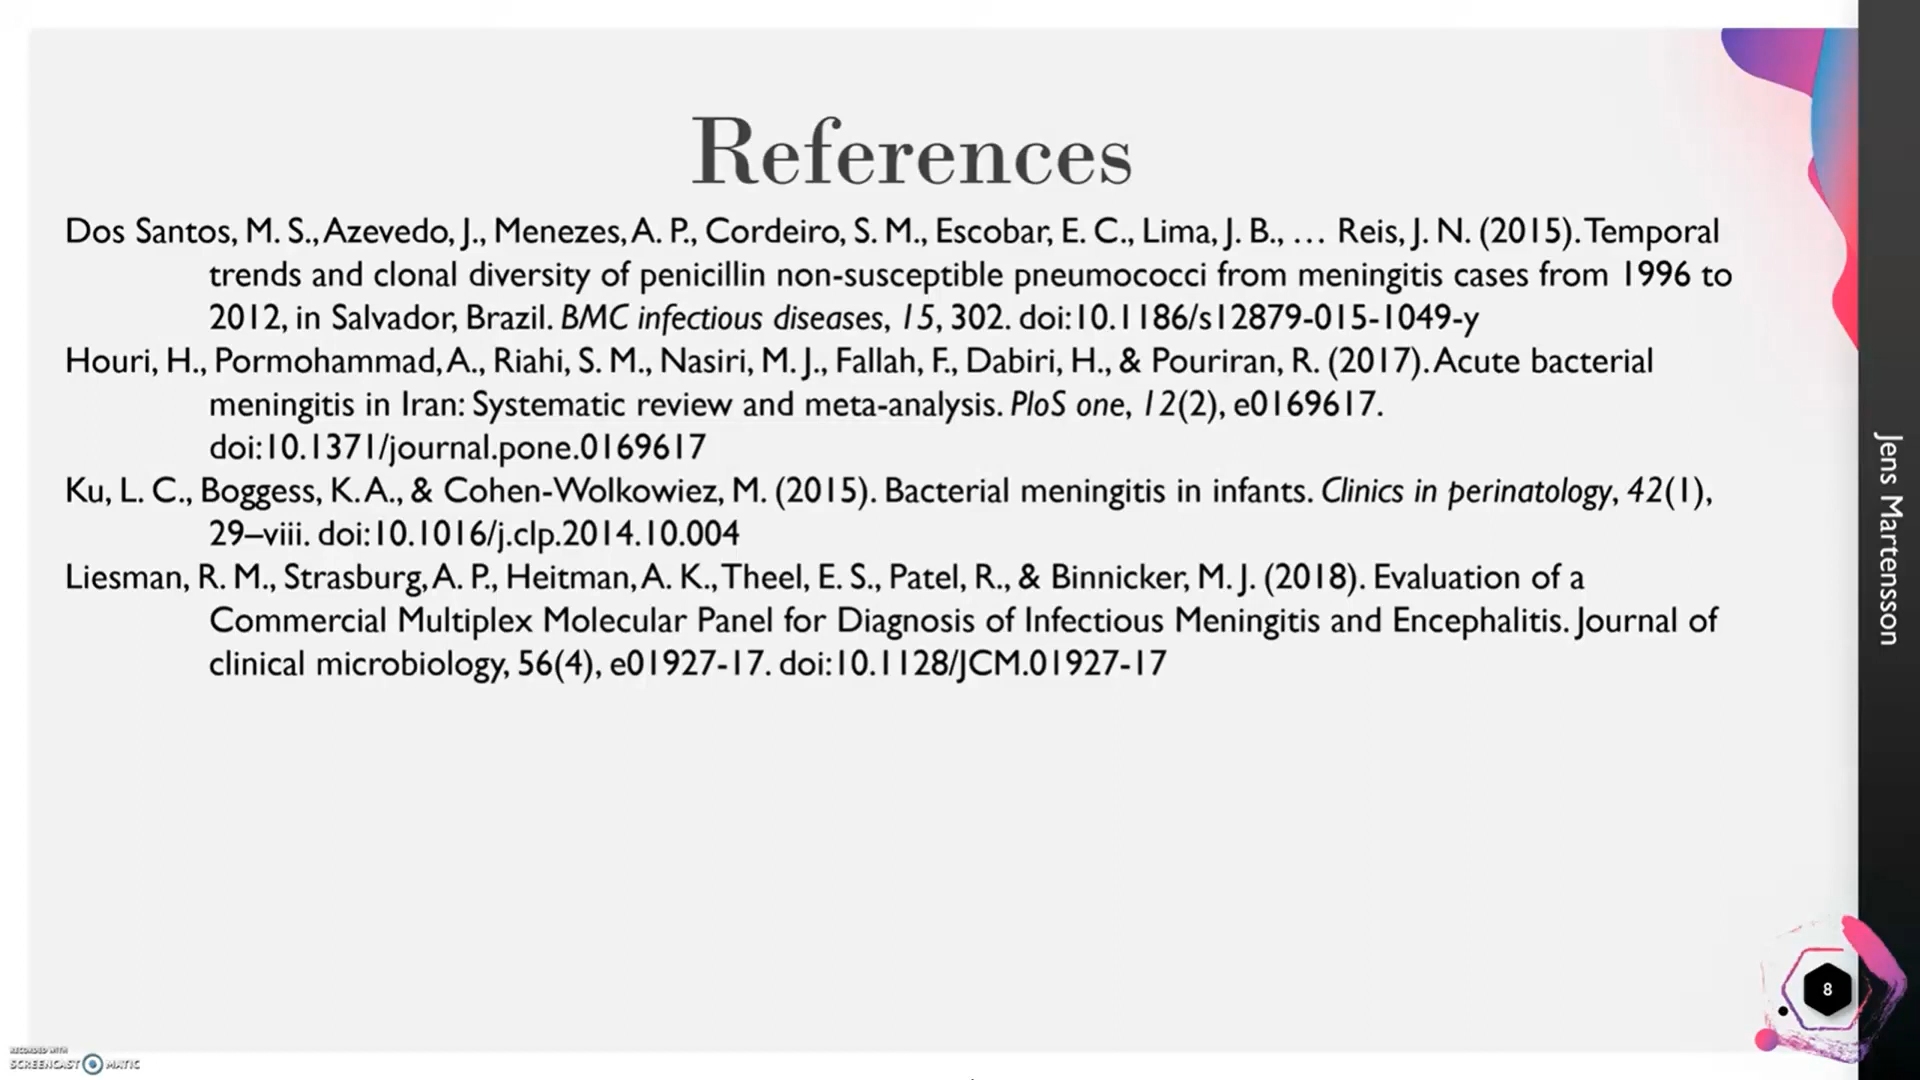 References
Dos Santos, M. S., Azevedo, J., Menezes, A. P., Cordeiro, S. M., Escobar, E. C., Lima, J. B., … Reis, J. N. (2015). Temporal
trends and clonal diversity of penicillin non-susceptible pneumococci from meningitis cases from 1996 to
2012, in Salvador, Brazil. BMC infectious diseases, 15, 302. doi:10.1186/s12879-015-1049-y
Houri, H., Pormohammad, A., Riahi, S. M., Nasiri, M. J., Fallah, F., Dabiri, H., & Pouriran, R. (2017). Acute bacterial
meningitis in Iran: Systematic review and meta-analysis. PloS one, 12(2), e0169617.
doi:10.1371/journal.pone.0169617
Ku, L. C., Boggess, K. A., & Cohen-Wolkowiez, M. (2015). Bacterial meningitis in infants. Clinics in perinatology, 42(1),
29–viii. doi:10.1016/j.clp.2014.10.004
Liesman, R. M., Strasburg, A. P., Heitman, A. K., Theel, E. S., Patel, R., & Binnicker, M. J. (2018). Evaluation of a
Commercial Multiplex Molecular Panel for Diagnosis of Infectious Meningitis and Encephalitis. Journal of
clinical microbiology, 56(4), e01927-17. doi:10.1128/JCM.01927-17
Jens Martensson
8
RECORDED WITH
SCREENCAST MATIC